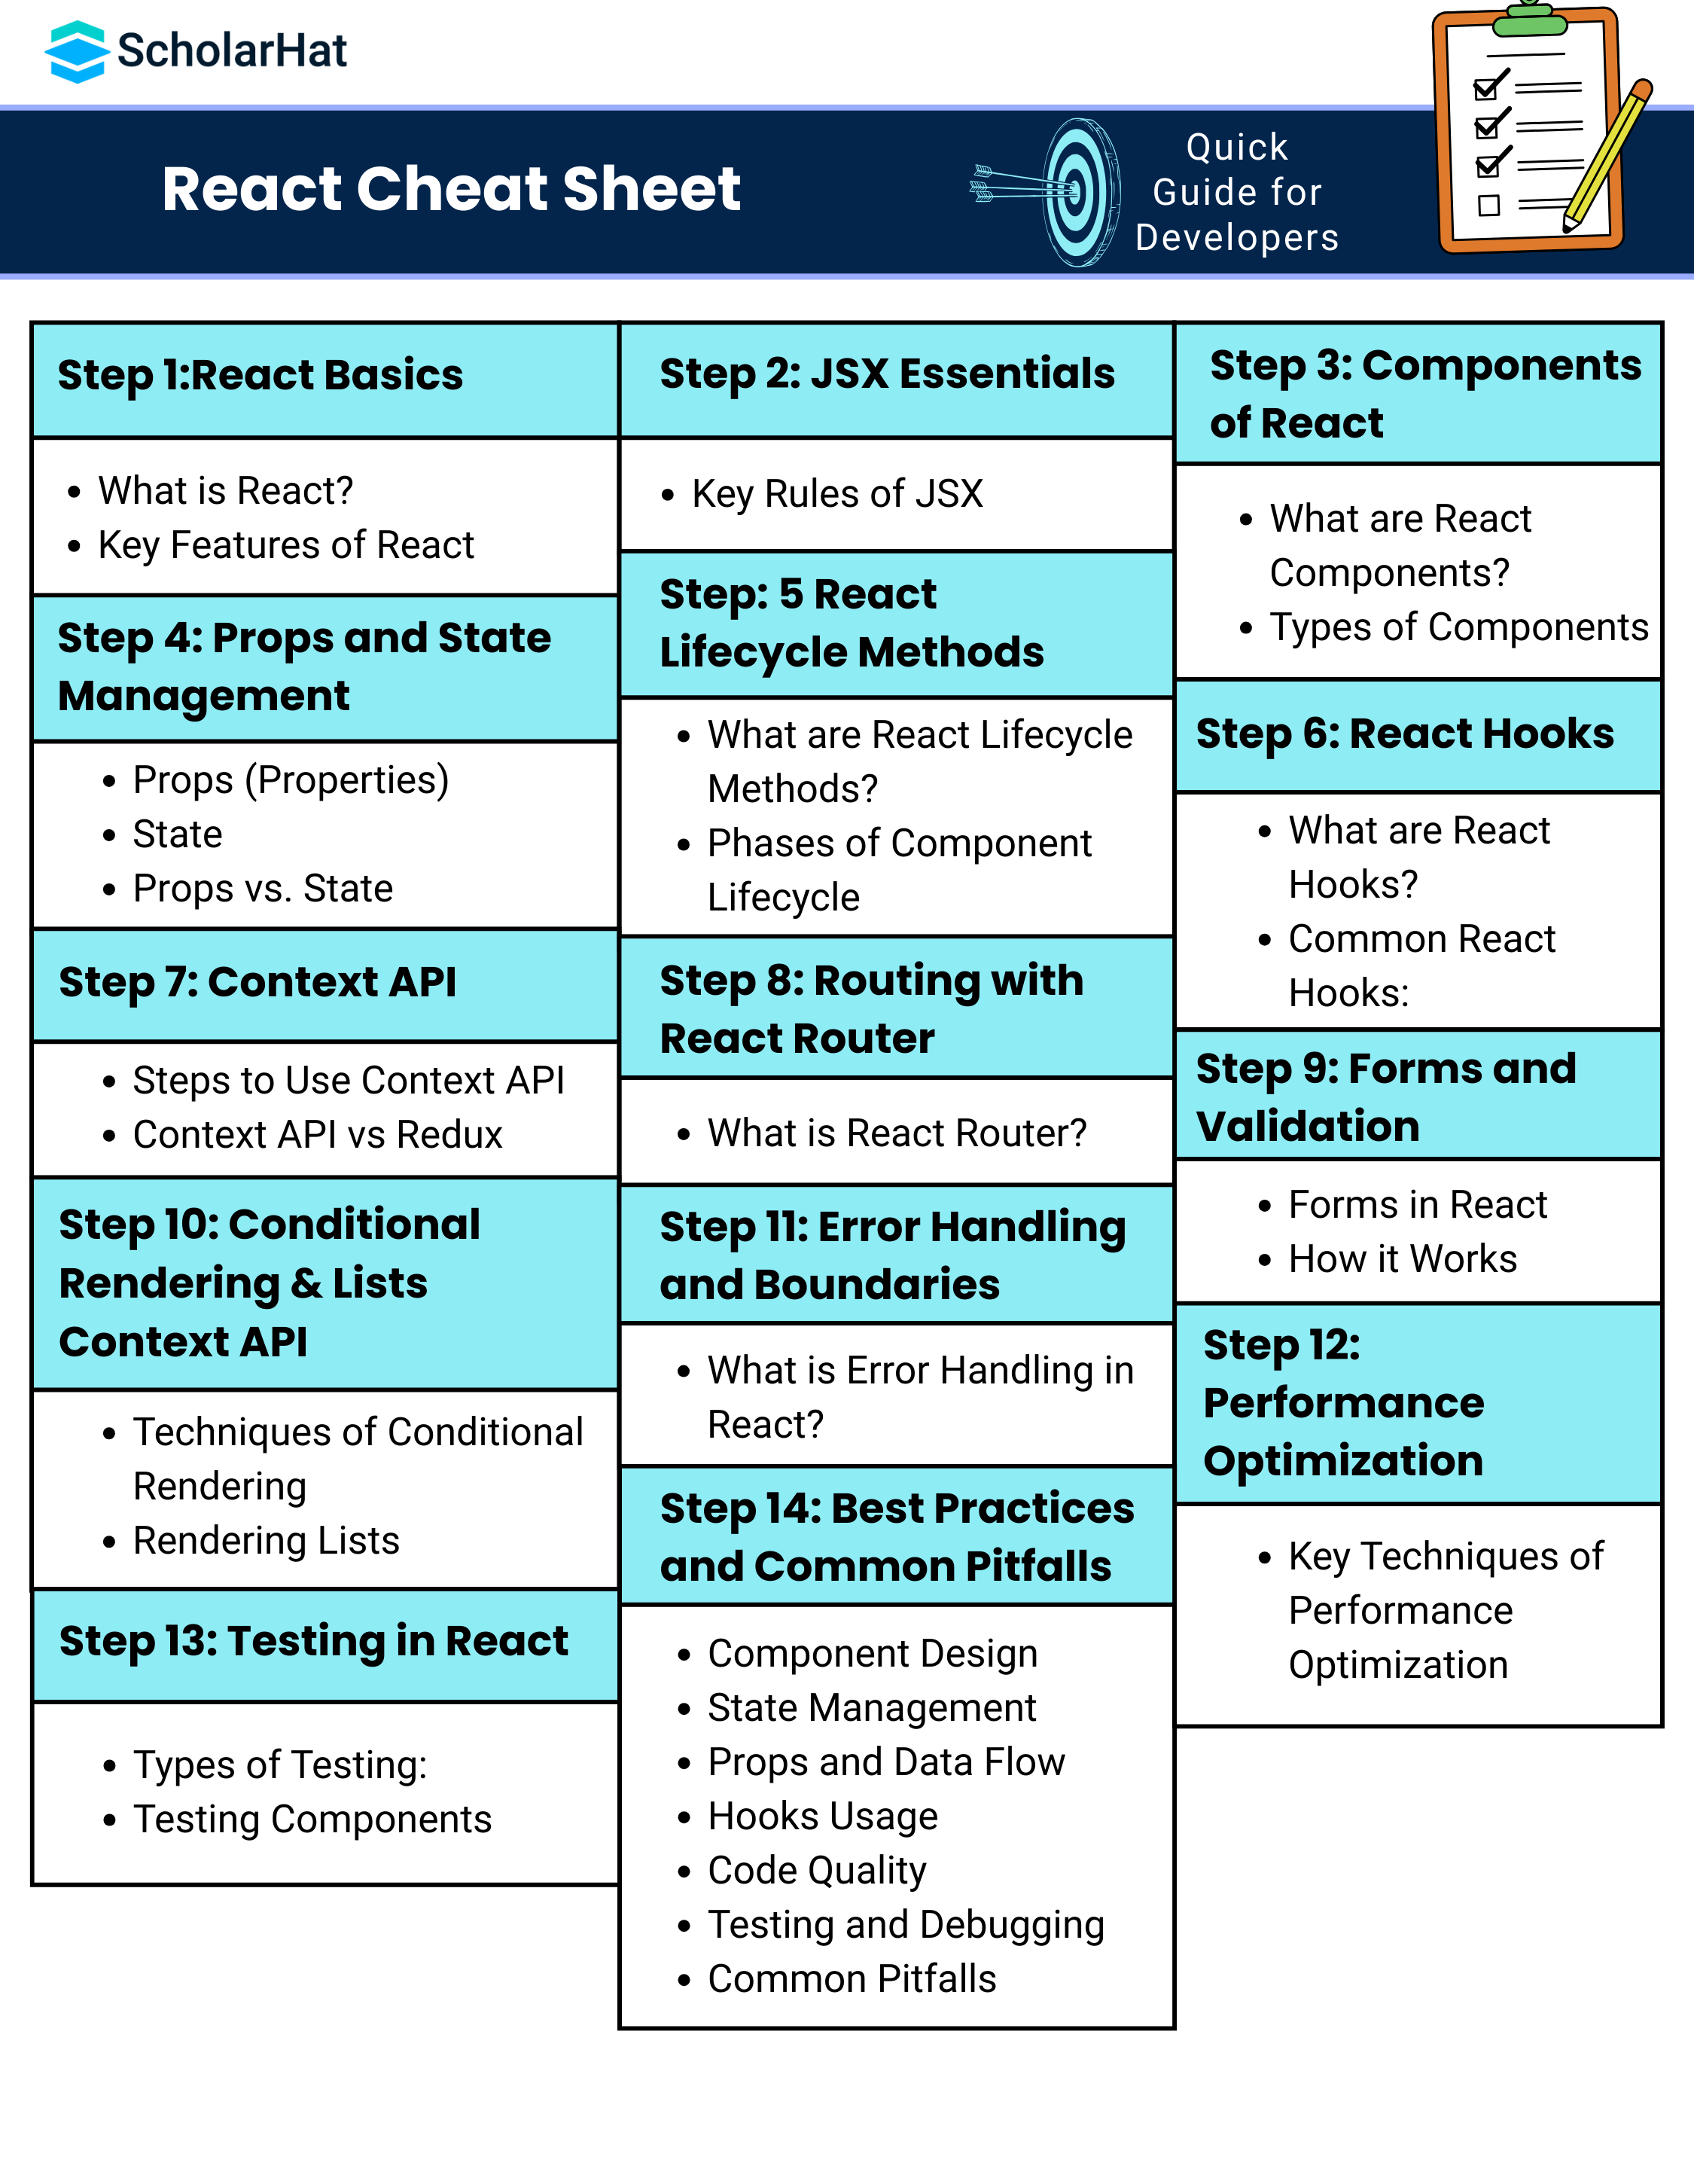 ScholarHat
React Cheat Sheet
Quick
Guide for
Developers
Step 1:React Basics
• What is React?
• Key Features of React
Step 2: JSX Essentials
• Key Rules of JSX
Step 3: Components
of React
• What are React
Components?
• Types of Components
Step 4: Props and State
Management
• Props (Properties)
• State
• Props vs. State
Step: 5 React
Lifecycle Methods
• What are React Lifecycle
Methods?
• Phases of Component
Lifecycle
Step 6: React Hooks
• What are React
Hooks?
• Common React
Hooks:
Step 7: Context API
• Steps to Use Context API
• Context API vs Redux
Step 8: Routing with
React Router
• What is React Router?
Step 9: Forms and
Validation
• Forms in React
• How it Works
Step 10: Conditional
Rendering & Lists
Context API
• Techniques of Conditional
Rendering
• Rendering Lists
Step 11: Error Handling
and Boundaries
• What is Error Handling in
React?
Step 12:
Performance
Optimization
• Key Techniques of
Performance
Optimization
Step 13: Testing in React
• Types of Testing:
• Testing Components
Step 14: Best Practices
and Common Pitfalls
• Component Design
• State Management
• Props and Data Flow
• Hooks Usage
• Code Quality
• Testing and Debugging
• Common Pitfalls